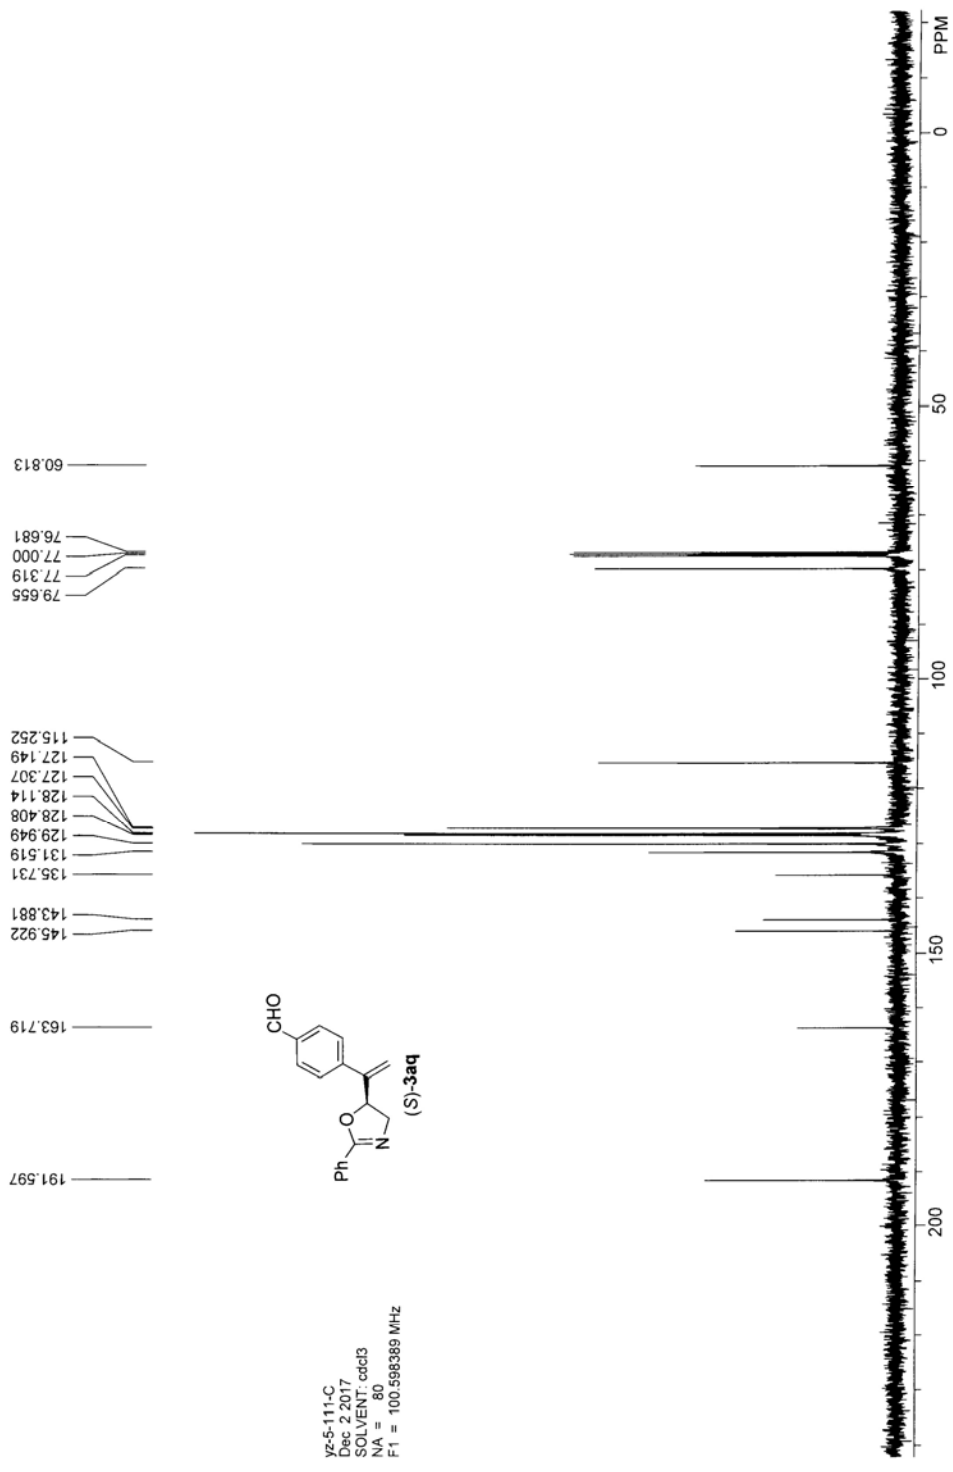 191.597
163.719
145.922
143.881
135.731
131.519
129.949
128.408
128.114
127.307
127.149
115.252
79.655
77.319
77.000
76.681
60.813
CHO
O
Ph
N
(S)-3aq
yz-5-111-C
Dec 2 2017
SOLVENT: cdcl3
NA = 80
F1 = 100.598389 MHz
200
150
100
50
0
PPM